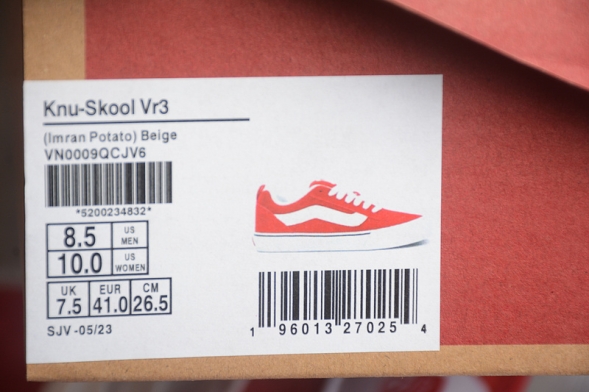 Knu-Skool Vr3
(Imran Potato) Beige
VN0009QCJV6
*5200234832*
8.5 US MEN
10.0 US WOMEN
UK EUR CM
7.5 41.0 26.5
SJV -05/23
1 96013 27025 4